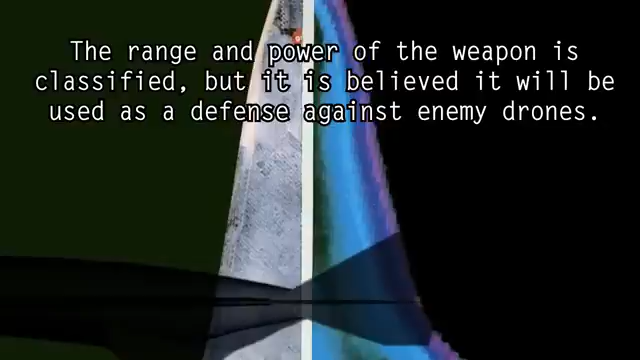 The range and power of the weapon is
classified, but it is believed it will be
used as a defense against enemy drones.